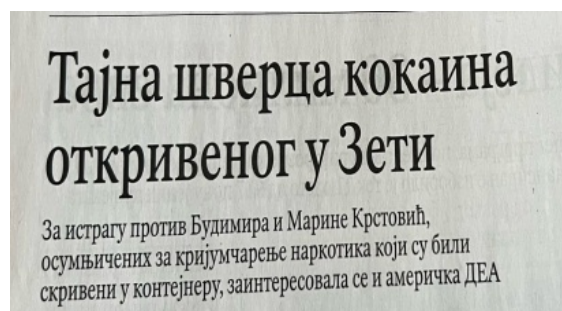 Тајна шверца кокаина
откривеног у Зети
За истрагу против Будимира и Марине Крстовић,
осумњичених за кријумчарење наркотика који су били
скривени у контејнеру, заинтересовала се и америчка ДЕА